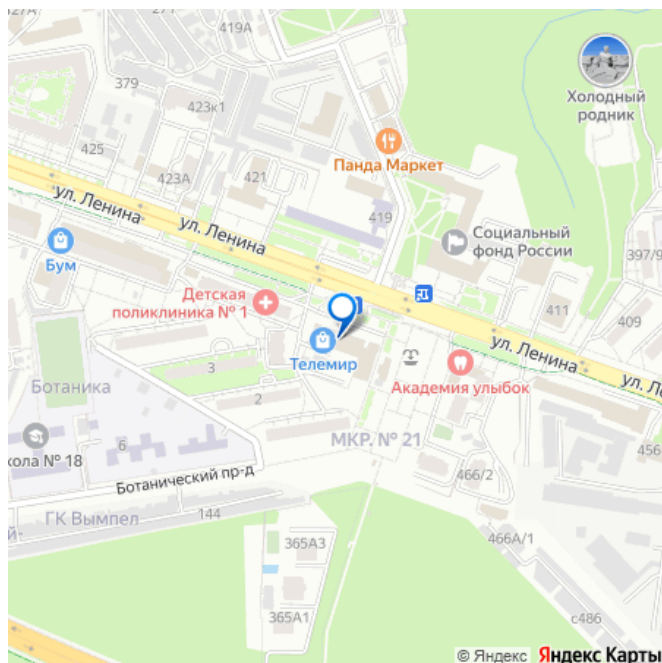 427А
271
419А
379
423к1
Холодный
родник
425
421
423А
Панда Маркет
ул. Ленина
ул. Ленина
419
Социальный
фонд России
397/9
Бум
Детская
поликлиника № 1
411
409
ул. Ленина
Телемир
3
Академия улыбок
ул. Л
Ботаника
2
МКР. № 21
кола № 18
6
456
466/2
Ботанический пр-д
ГК Вымпел
144
365А3
466А/1
365А1
с486
© Яндекс Яндекс Карты